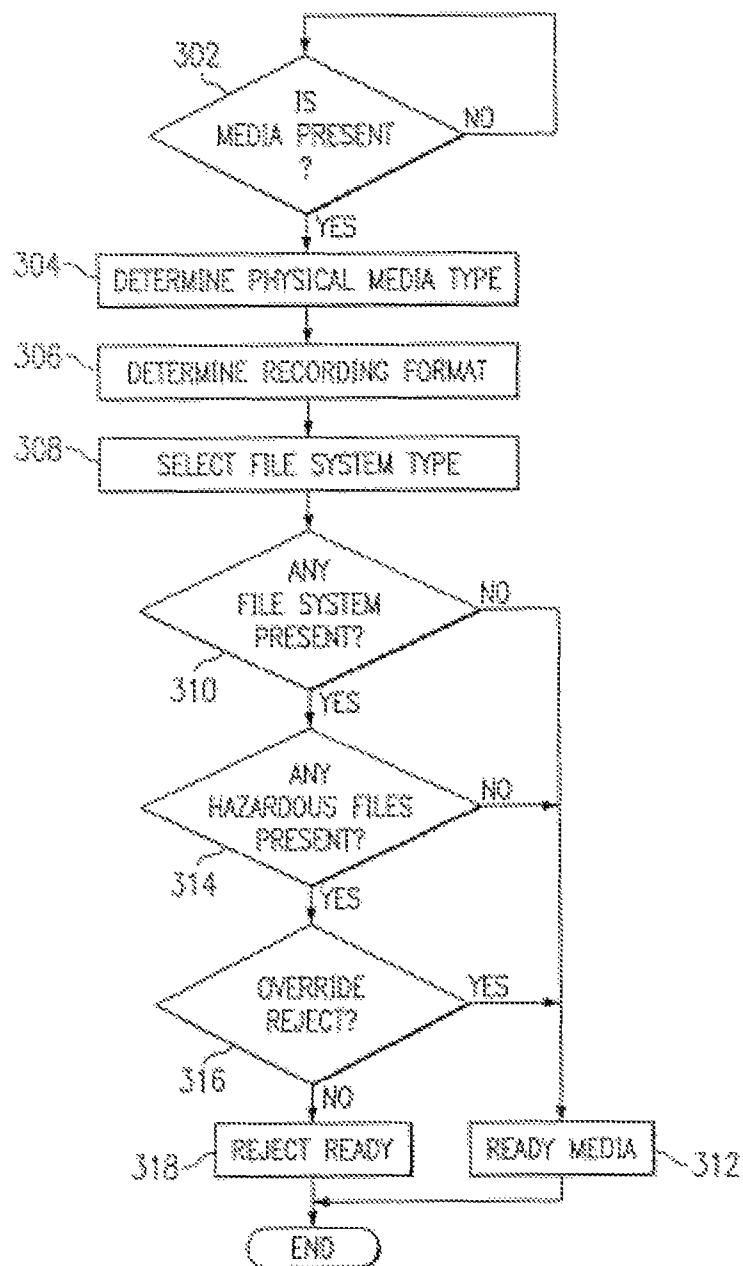 302
IS
MEDIA PRESENT
?
NO
YES
304
DETERMINE PHYSICAL MEDIA TYPE
306
DETERMINE RECORDING FORMAT
308
SELECT FILE SYSTEM TYPE
ANY
FILE SYSTEM
PRESENT?
NO
310
YES
ANY
HAZARDOUS FILES
PRESENT?
NO
314
YES
OVERRIDE
REJECT?
YES
316
NO
318
REJECT READY
READY MEDIA
312
END